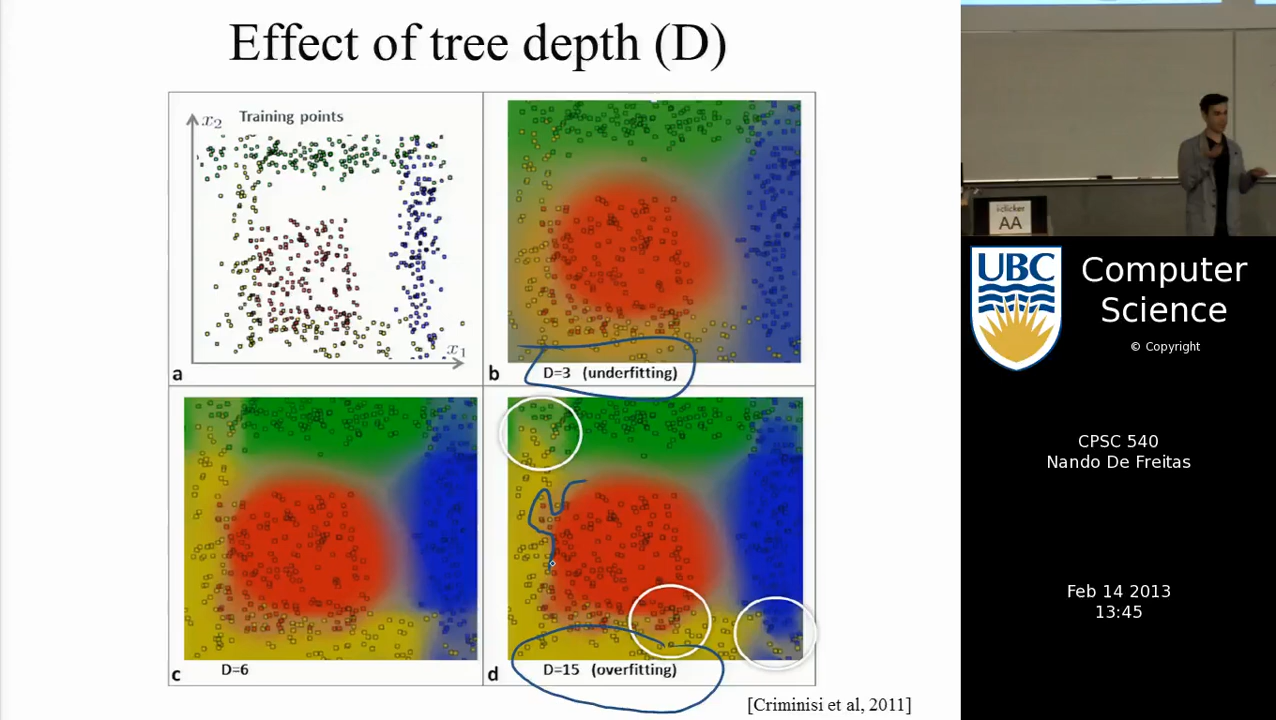 Effect of tree depth (D)
x₂ Training points
x₁
a
b
D=3 (underfitting)
c
D=6
d
D=15 (overfitting)
[Criminisi et al, 2011]
i-clicker
AA
UBC
Computer
Science
© Copyright
CPSC 540
Nando De Freitas
Feb 14 2013
13:45